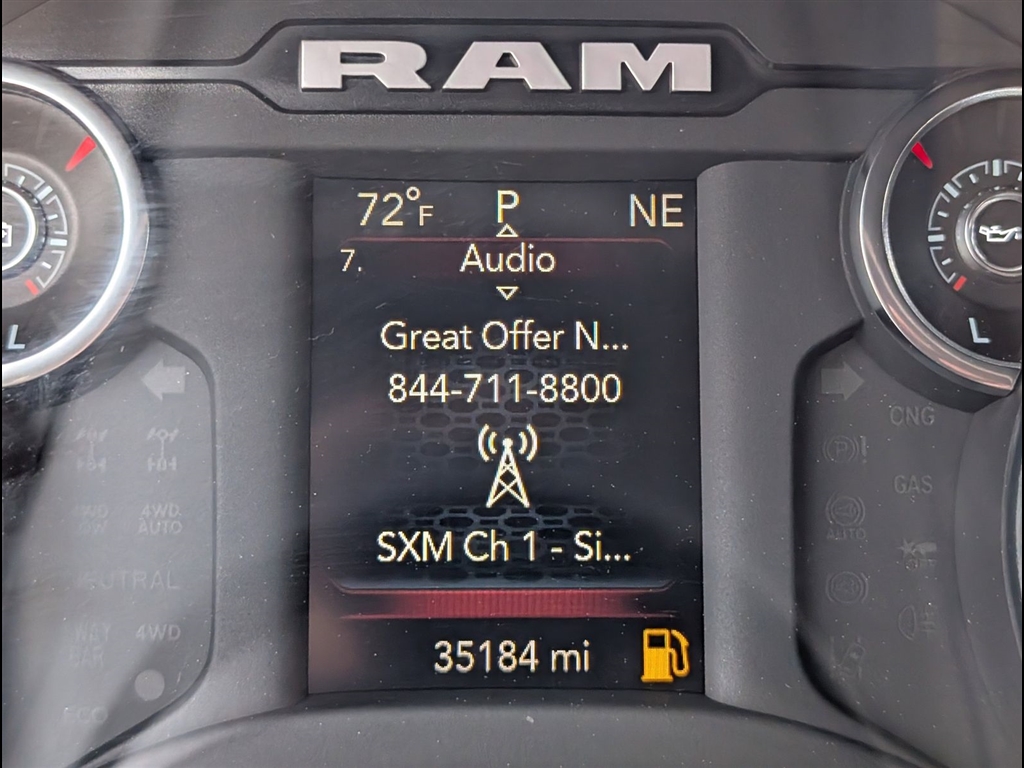 RAM
72°F P NE
7. Audio
Great Offer N...
844-711-8800
SXM Ch 1 - Si...
35184 mi
L
L
CNG
GAS
4WD
AUTO
AUTO
NEUTRAL
4WD
ECO